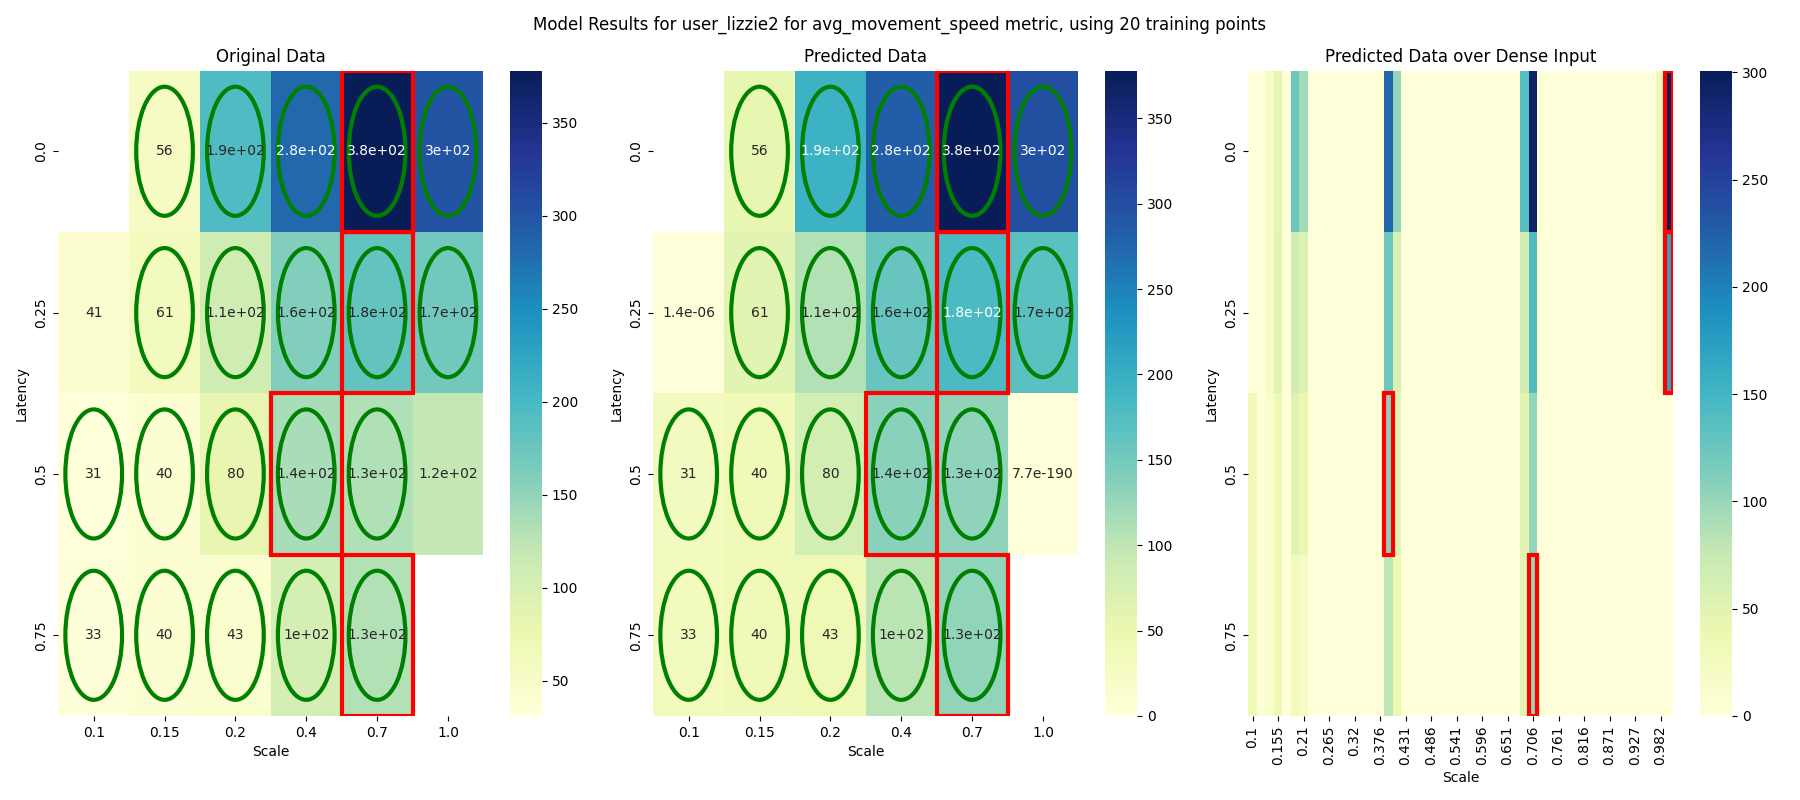 Model Results for user_lizzie2 for avg_movement_speed metric, using 20 training points
Original Data
0.0
56
1.9e+02
2.8e+02
3.8e+02
3e+02
0.25
41
61
1.1e+02
1.6e+02
1.8e+02
1.7e+02
0.5
31
40
80
1.4e+02
1.3e+02
1.2e+02
0.75
33
40
43
1e+02
1.3e+02
Latency
0.1
0.15
0.2
0.4
0.7
1.0
Scale
350
300
250
200
150
100
50
Predicted Data
0.0
56
1.9e+02
2.8e+02
3.8e+02
3e+02
0.25
1.4e-06
61
1.1e+02
1.6e+02
1.8e+02
1.7e+02
0.5
31
40
80
1.4e+02
1.3e+02
7.7e-190
0.75
33
40
43
1e+02
1.3e+02
Latency
0.1
0.15
0.2
0.4
0.7
1.0
Scale
350
300
250
200
150
100
50
0
Predicted Data over Dense Input
0.0
0.25
0.5
0.75
Latency
0.1
0.155
0.21
0.265
0.32
0.376
0.431
0.486
0.541
0.596
0.651
0.706
0.761
0.816
0.871
0.927
0.982
Scale
300
250
200
150
100
50
0